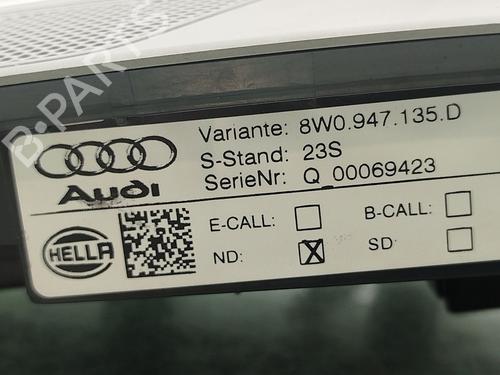 B-PARTS
Variante: 8W0.947.135.D
S-Stand: 23S
SerieNr: Q_00069423
Audi
E-CALL:
B-CALL:
HELLA
ND: X
SD: